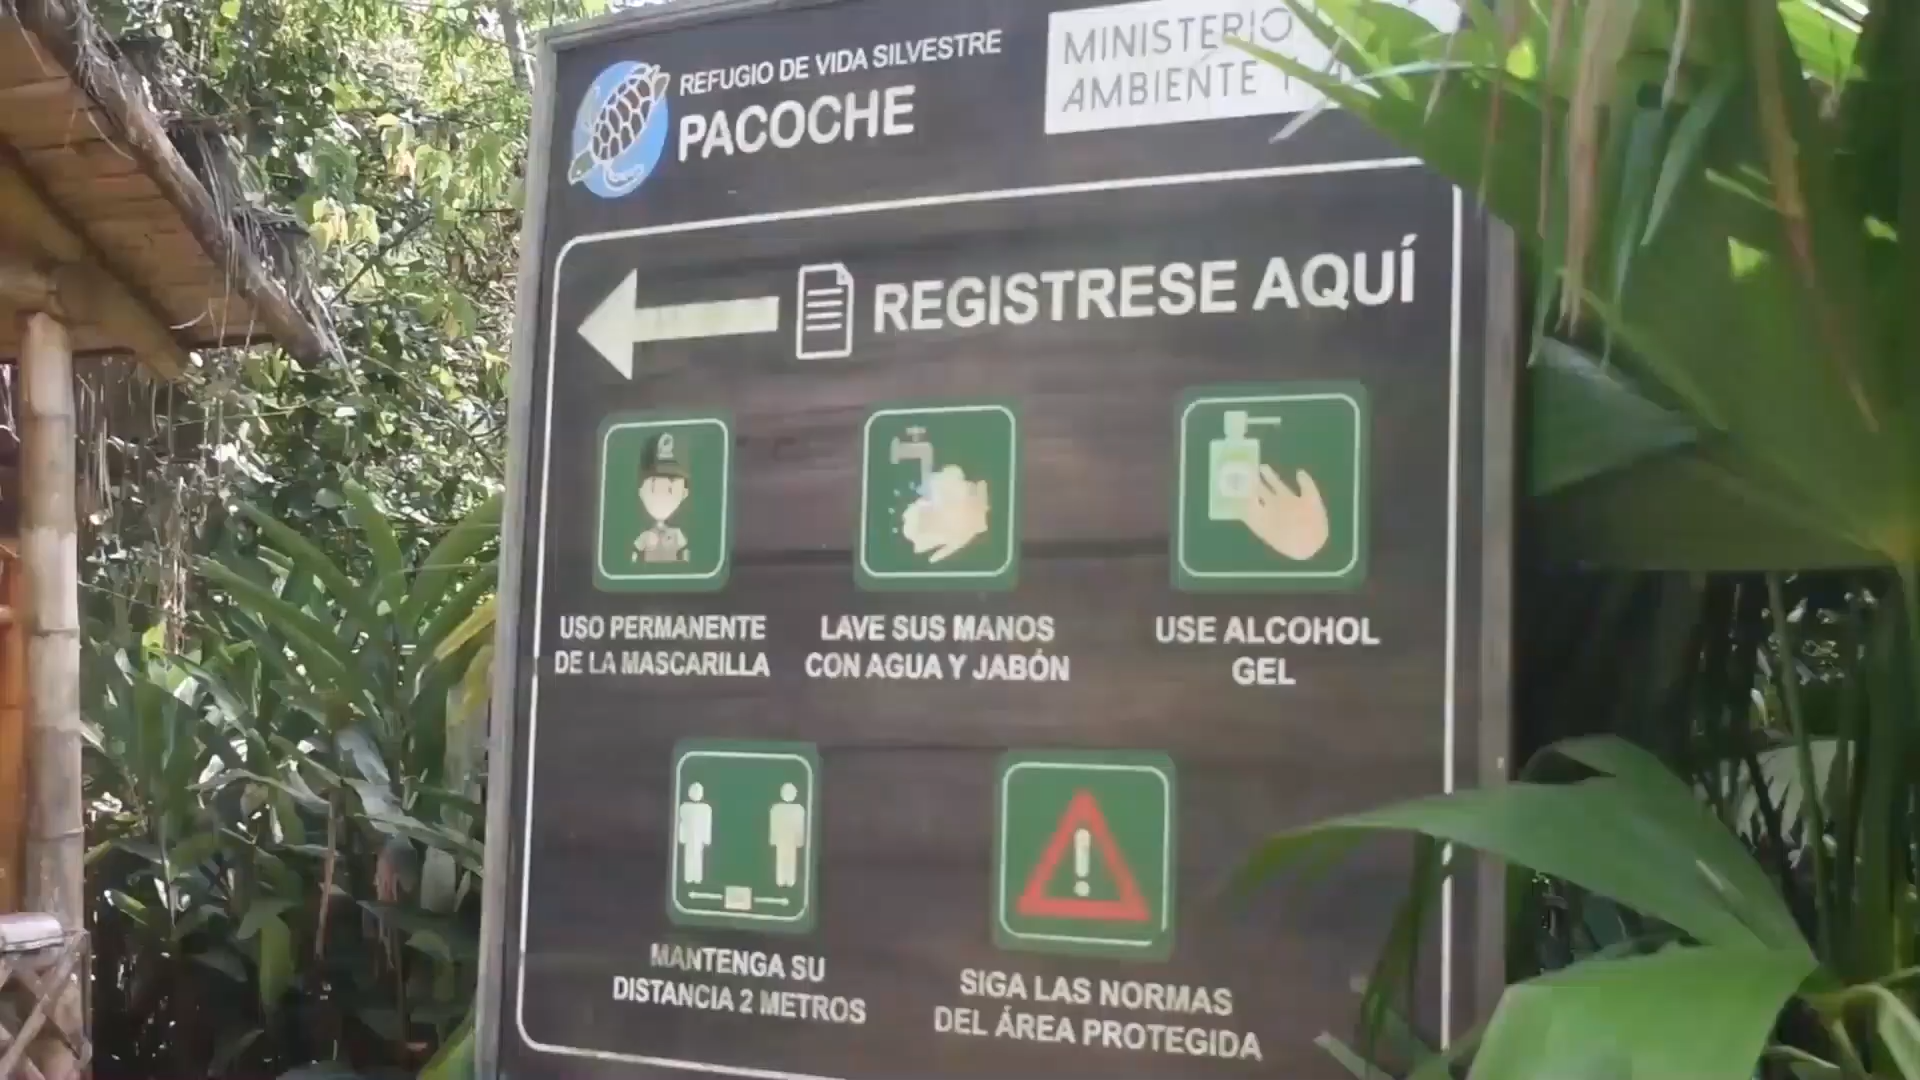 REFUGIO DE VIDA SILVESTRE
PACOCHE
MINISTERIO
AMBIENTE Y
REGISTRESE AQUÍ
USO PERMANENTE
DE LA MASCARILLA
LAVE SUS MANOS
CON AGUA Y JABÓN
USE ALCOHOL
GEL
MANTENGA SU
DISTANCIA 2 METROS
SIGA LAS NORMAS
DEL ÁREA PROTEGIDA